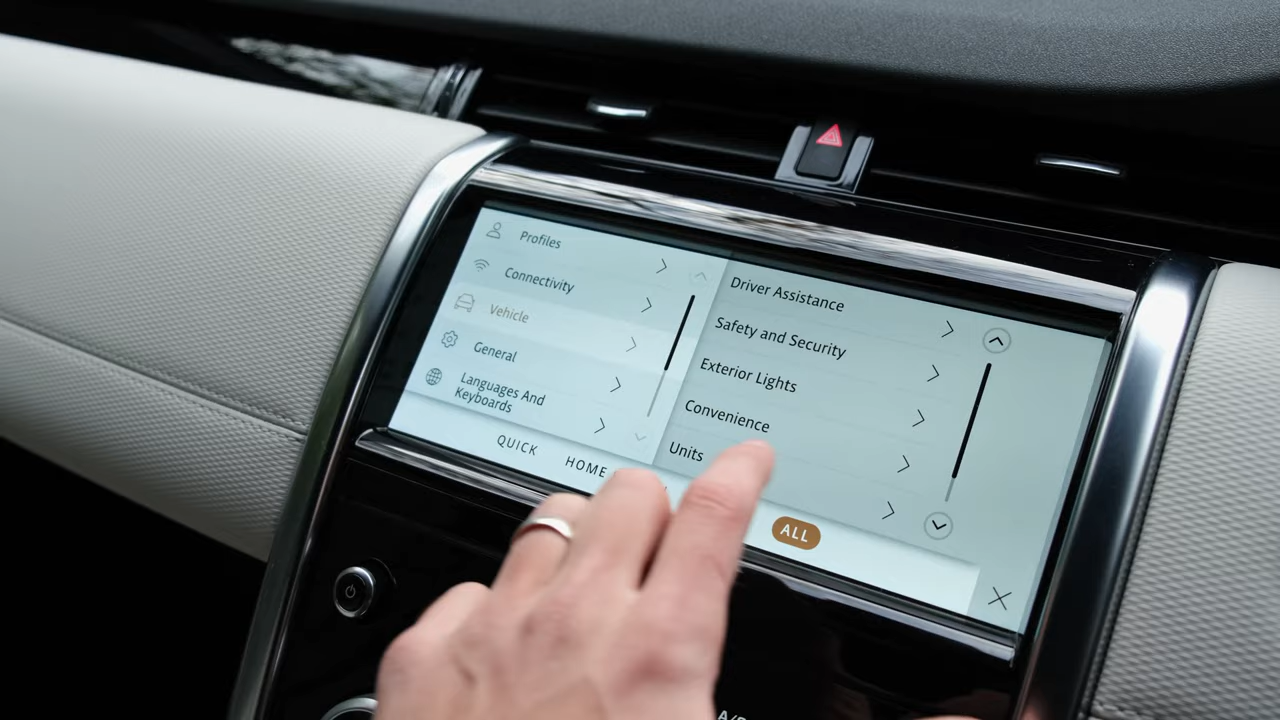 Profiles
Connectivity
Vehicle
General
Languages And
Keyboards
Driver Assistance
Safety and Security
Exterior Lights
Convenience
Units
QUICK
HOME
ALL